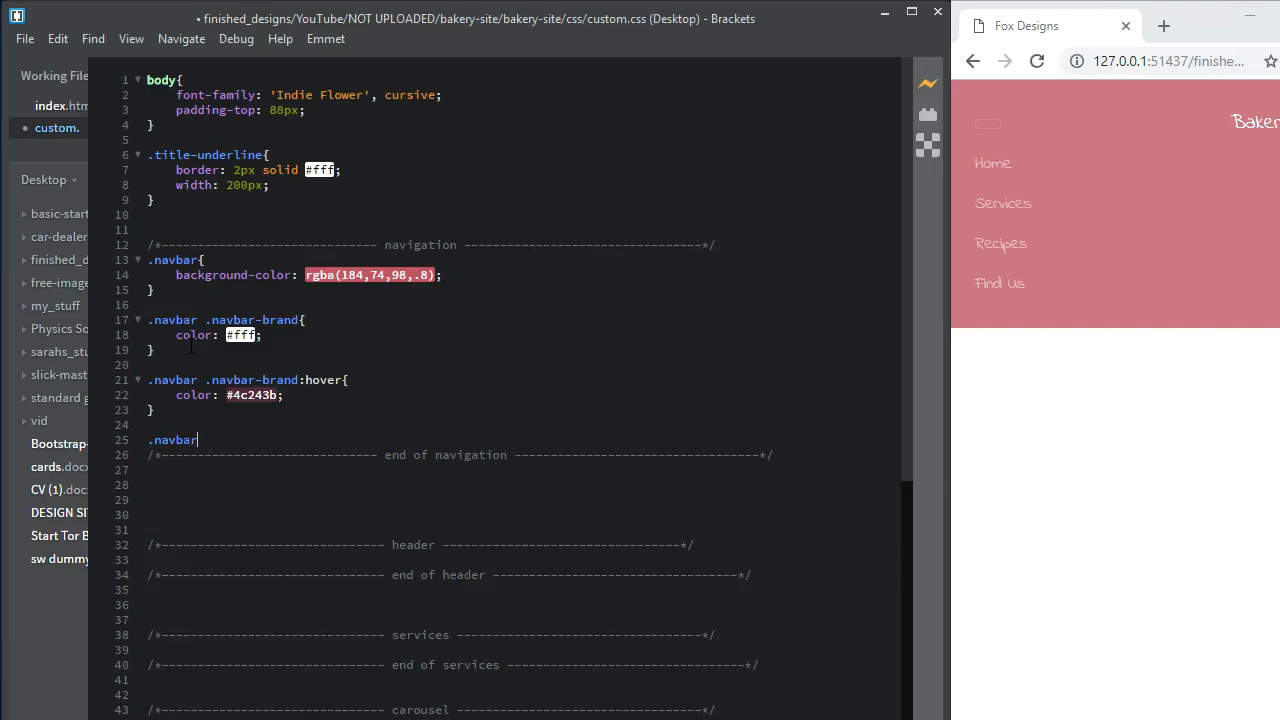 • finished_designs/YouTube/NOT UPLOADED/bakery-site/bakery-site/css/custom.css (Desktop) - Brackets
File Edit Find View Navigate Debug Help Emmet
Working File
index.htm
• custom.
Desktop
basic-start
car-dealer
finished_d
free-image
my_stuff
Physics So
sarahs_stu
slick-mast
standard g
vid
Bootstrap-
cards.docx
CV (1).docx
DESIGN SIT
Start Tor B
sw dummy
1 body{
2 font-family: 'Indie Flower', cursive;
3 padding-top: 88px;
4 }
5
6 .title-underline{
7 border: 2px solid #fff;
8 width: 200px;
9 }
10
11
12 /*------------------------------ navigation ---------------------------------*/
13 .navbar{
14 background-color: rgba(184,74,98,.8);
15 }
16
17 .navbar .navbar-brand{
18 color: #fff;
19 }
20
21 .navbar .navbar-brand:hover{
22 color: #4c243b;
23 }
24
25 .navbar
26 /*------------------------------ end of navigation ----------------------------------*/
27
28
29
30
31
32 /*------------------------------- header ---------------------------------*/
33
34 /*------------------------------- end of header ----------------------------------*/
35
36
37
38 /*------------------------------- services ----------------------------------*/
39
40 /*------------------------------- end of services ----------------------------------*/
41
42
43 /*------------------------------- carousel ----------------------------------*/
Fox Designs
127.0.0.1:51437/finishe...
Baker
Home
Services
Recipes
Find Us